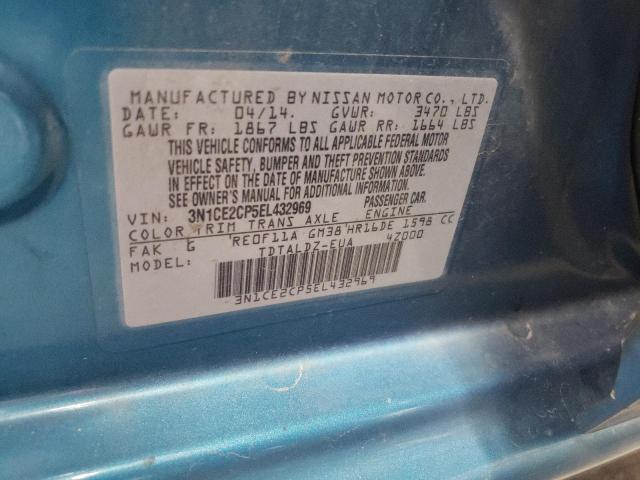 MANUFACTURED BY NISSAN MOTOR CO., LTD.
DATE: 04/14. GVWR: 3470 LBS
GAWR FR: 1867 LBS GAWR RR: 1664 LBS
THIS VEHICLE CONFORMS TO ALL APPLICABLE FEDERAL MOTOR
VEHICLE SAFETY, BUMPER AND THEFT PREVENTION STANDARDS
IN EFFECT ON THE DATE OF MANUFACTURE SHOWN ABOVE.
SEE OWNER'S MANUAL FOR ADDITIONAL INFORMATION.
VIN: 3N1CE2CP5EL432969 PASSENGER CAR.
COLOR TRIM TRANS AXLE ENGINE
FAK G RE0F11A GM38 HR16DE 1598 CC
MODEL: TDTALDZ-EUA 4Z000
3N1CE2CP5EL432969